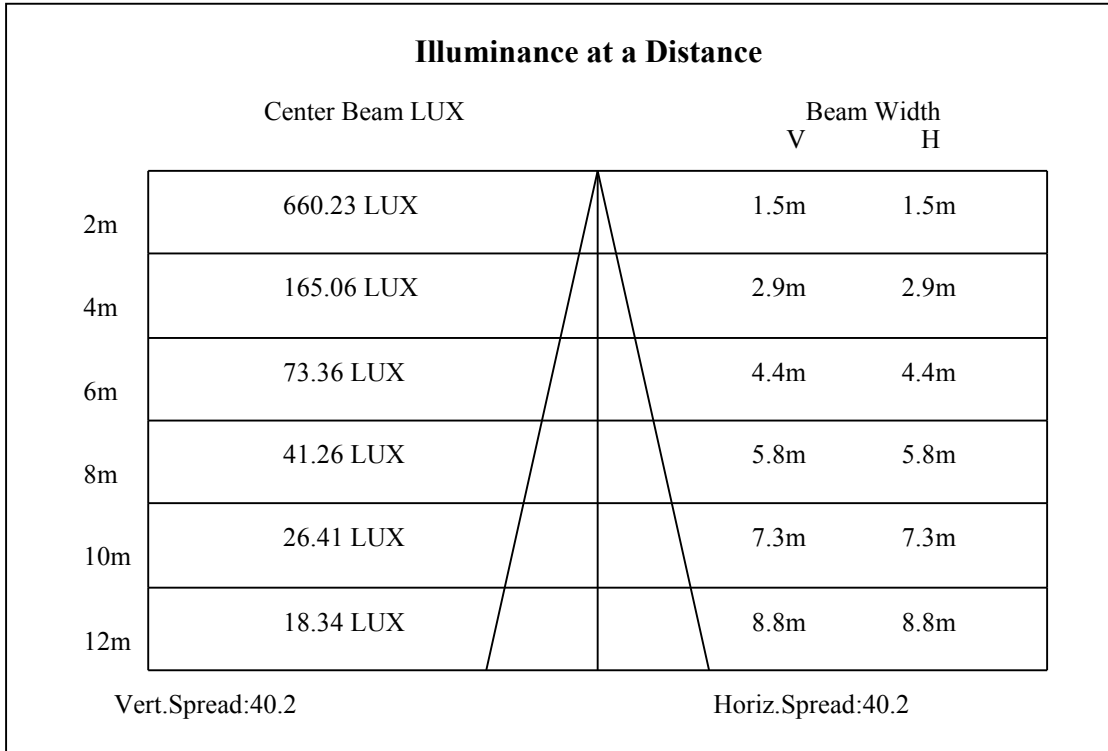 Illuminance at a Distance
Center Beam LUX Beam Width
V H
2m 660.23 LUX 1.5m 1.5m
4m 165.06 LUX 2.9m 2.9m
6m 73.36 LUX 4.4m 4.4m
8m 41.26 LUX 5.8m 5.8m
10m 26.41 LUX 7.3m 7.3m
12m 18.34 LUX 8.8m 8.8m
Vert.Spread:40.2 Horiz.Spread:40.2